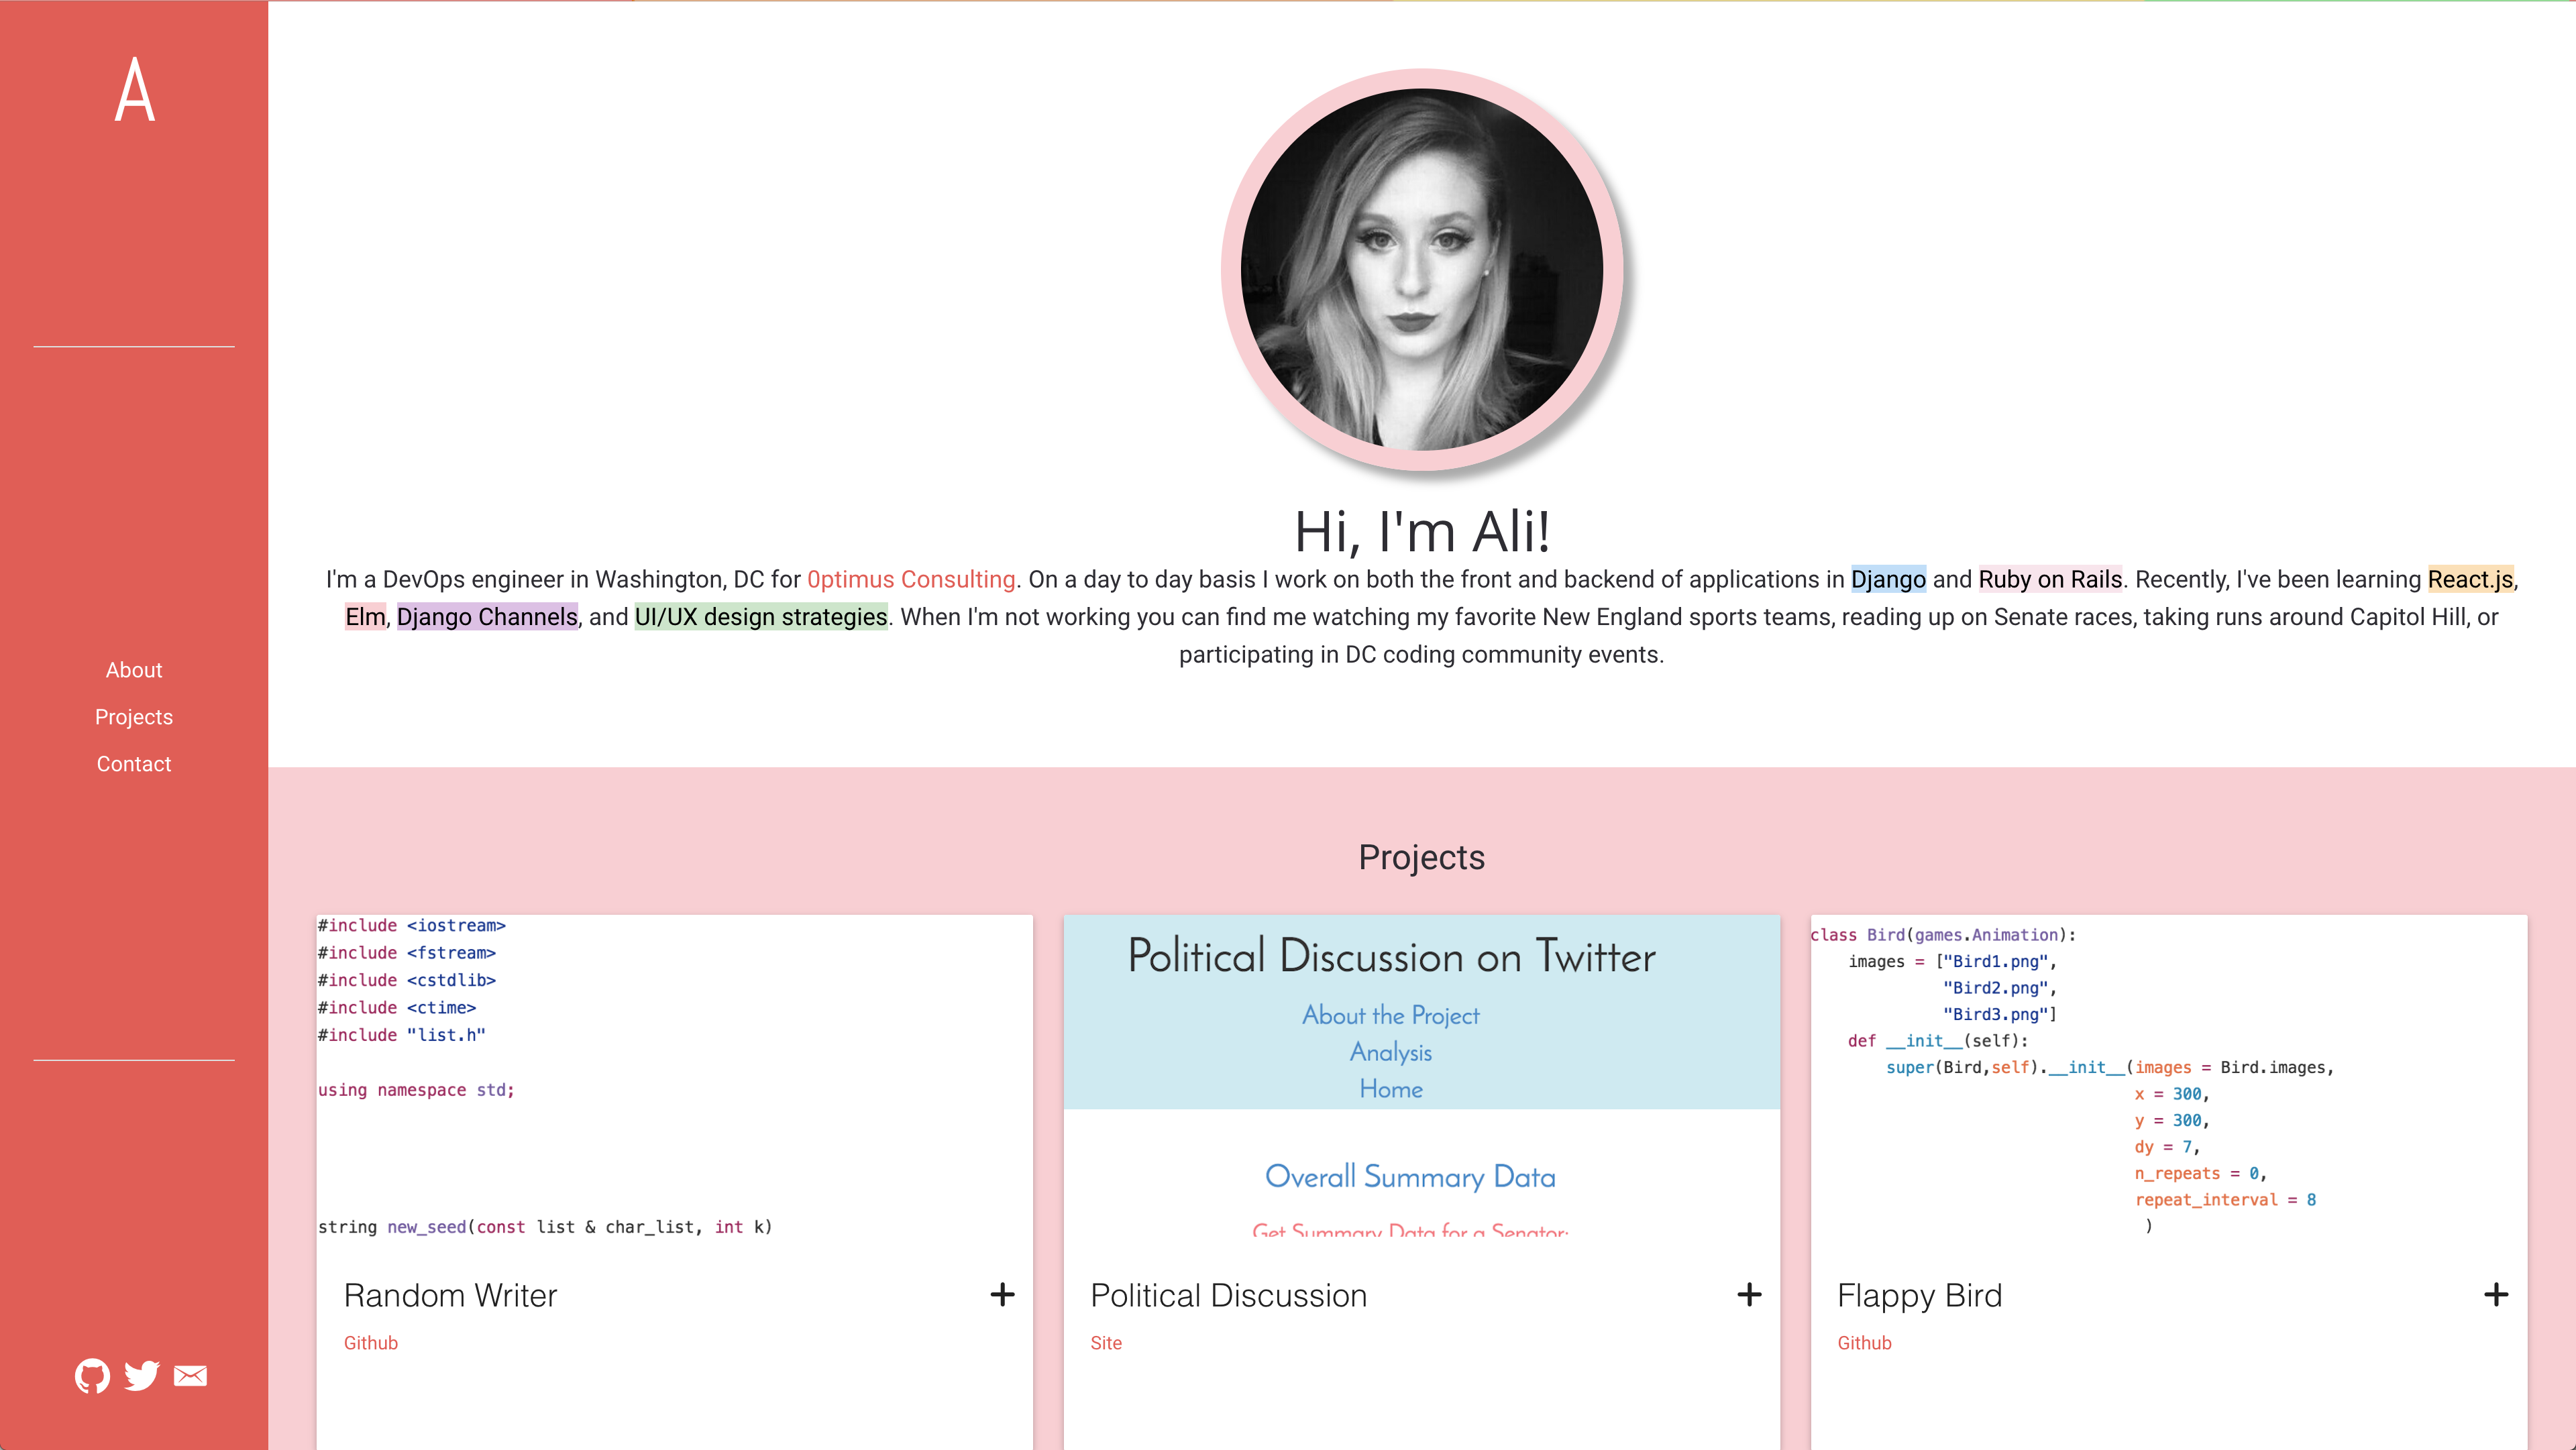 A
About
Projects
Contact
Hi, I'm Ali!
I'm a DevOps engineer in Washington, DC for 0ptimus Consulting. On a day to day basis I work on both the front and backend of applications in Django and Ruby on Rails. Recently, I've been learning React.js,
Elm, Django Channels, and UI/UX design strategies. When I'm not working you can find me watching my favorite New England sports teams, reading up on Senate races, taking runs around Capitol Hill, or
participating in DC coding community events.
Projects
#include <iostream>
#include <fstream>
#include <cstdlib>
#include <ctime>
#include "list.h"
using namespace std;
string new_seed(const list & char_list, int k)
Random Writer
+
Github
Political Discussion on Twitter
About the Project
Analysis
Home
Overall Summary Data
Get Summary Data for a Senator:
Political Discussion
+
Site
class Bird(games.Animation):
images = ["Bird1.png",
"Bird2.png",
"Bird3.png"]
def __init__(self):
super(Bird,self).__init__(images = Bird.images,
x = 300,
y = 300,
dy = 7,
n_repeats = 0,
repeat_interval = 8
)
Flappy Bird
+
Github